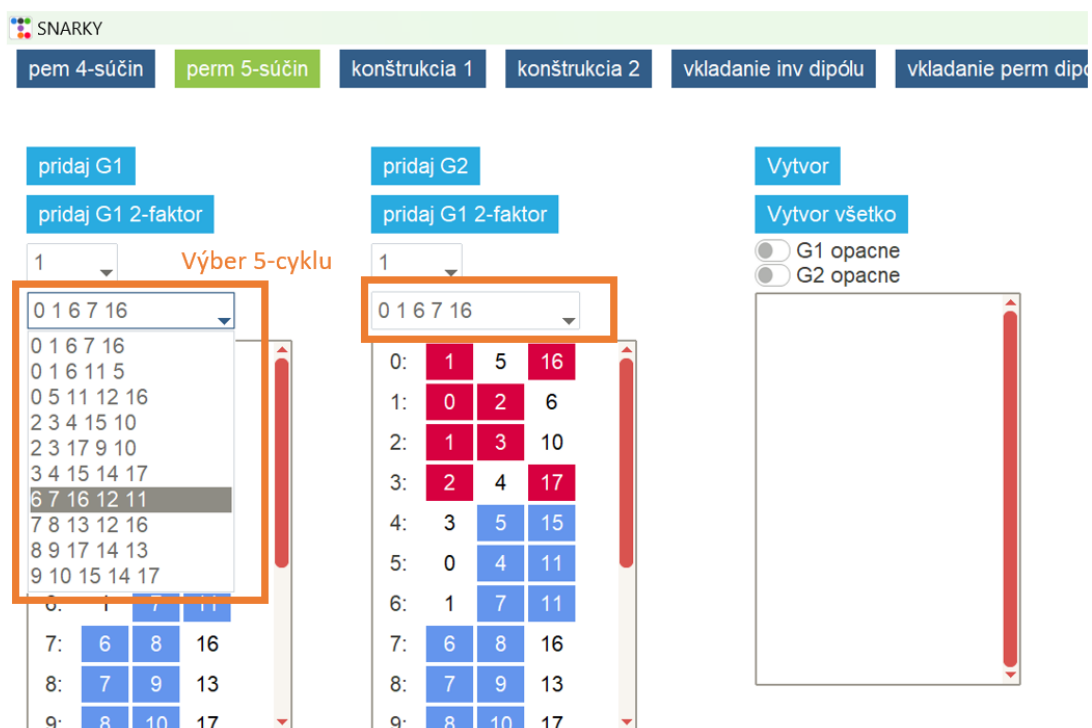 SNARKY
pem 4-súčin perm 5-súčin konštrukcia 1 konštrukcia 2 vkladanie inv dipólu vkladanie perm
pridaj G1 pridaj G2 Vytvor
pridaj G1 2-faktor pridaj G1 2-faktor Vytvor všetko
1 Výber 5-cyklu 1 G1 opacne
G2 opacne
0 1 6 7 16 0 1 6 7 16
0 1 6 7 16
0 1 6 11 5
0 5 11 12 16
2 3 4 15 10
2 3 17 9 10
3 4 15 14 17
6 7 16 12 11
7 8 13 12 16
8 9 17 14 13
9 10 15 14 17
6: 1 7 11
7: 6 8 16
8: 7 9 13
9: 8 10 17
0: 1 5 16
1: 0 2 6
2: 1 3 10
3: 2 4 17
4: 3 5 15
5: 0 4 11
6: 1 7 11
7: 6 8 16
8: 7 9 13
9: 8 10 17